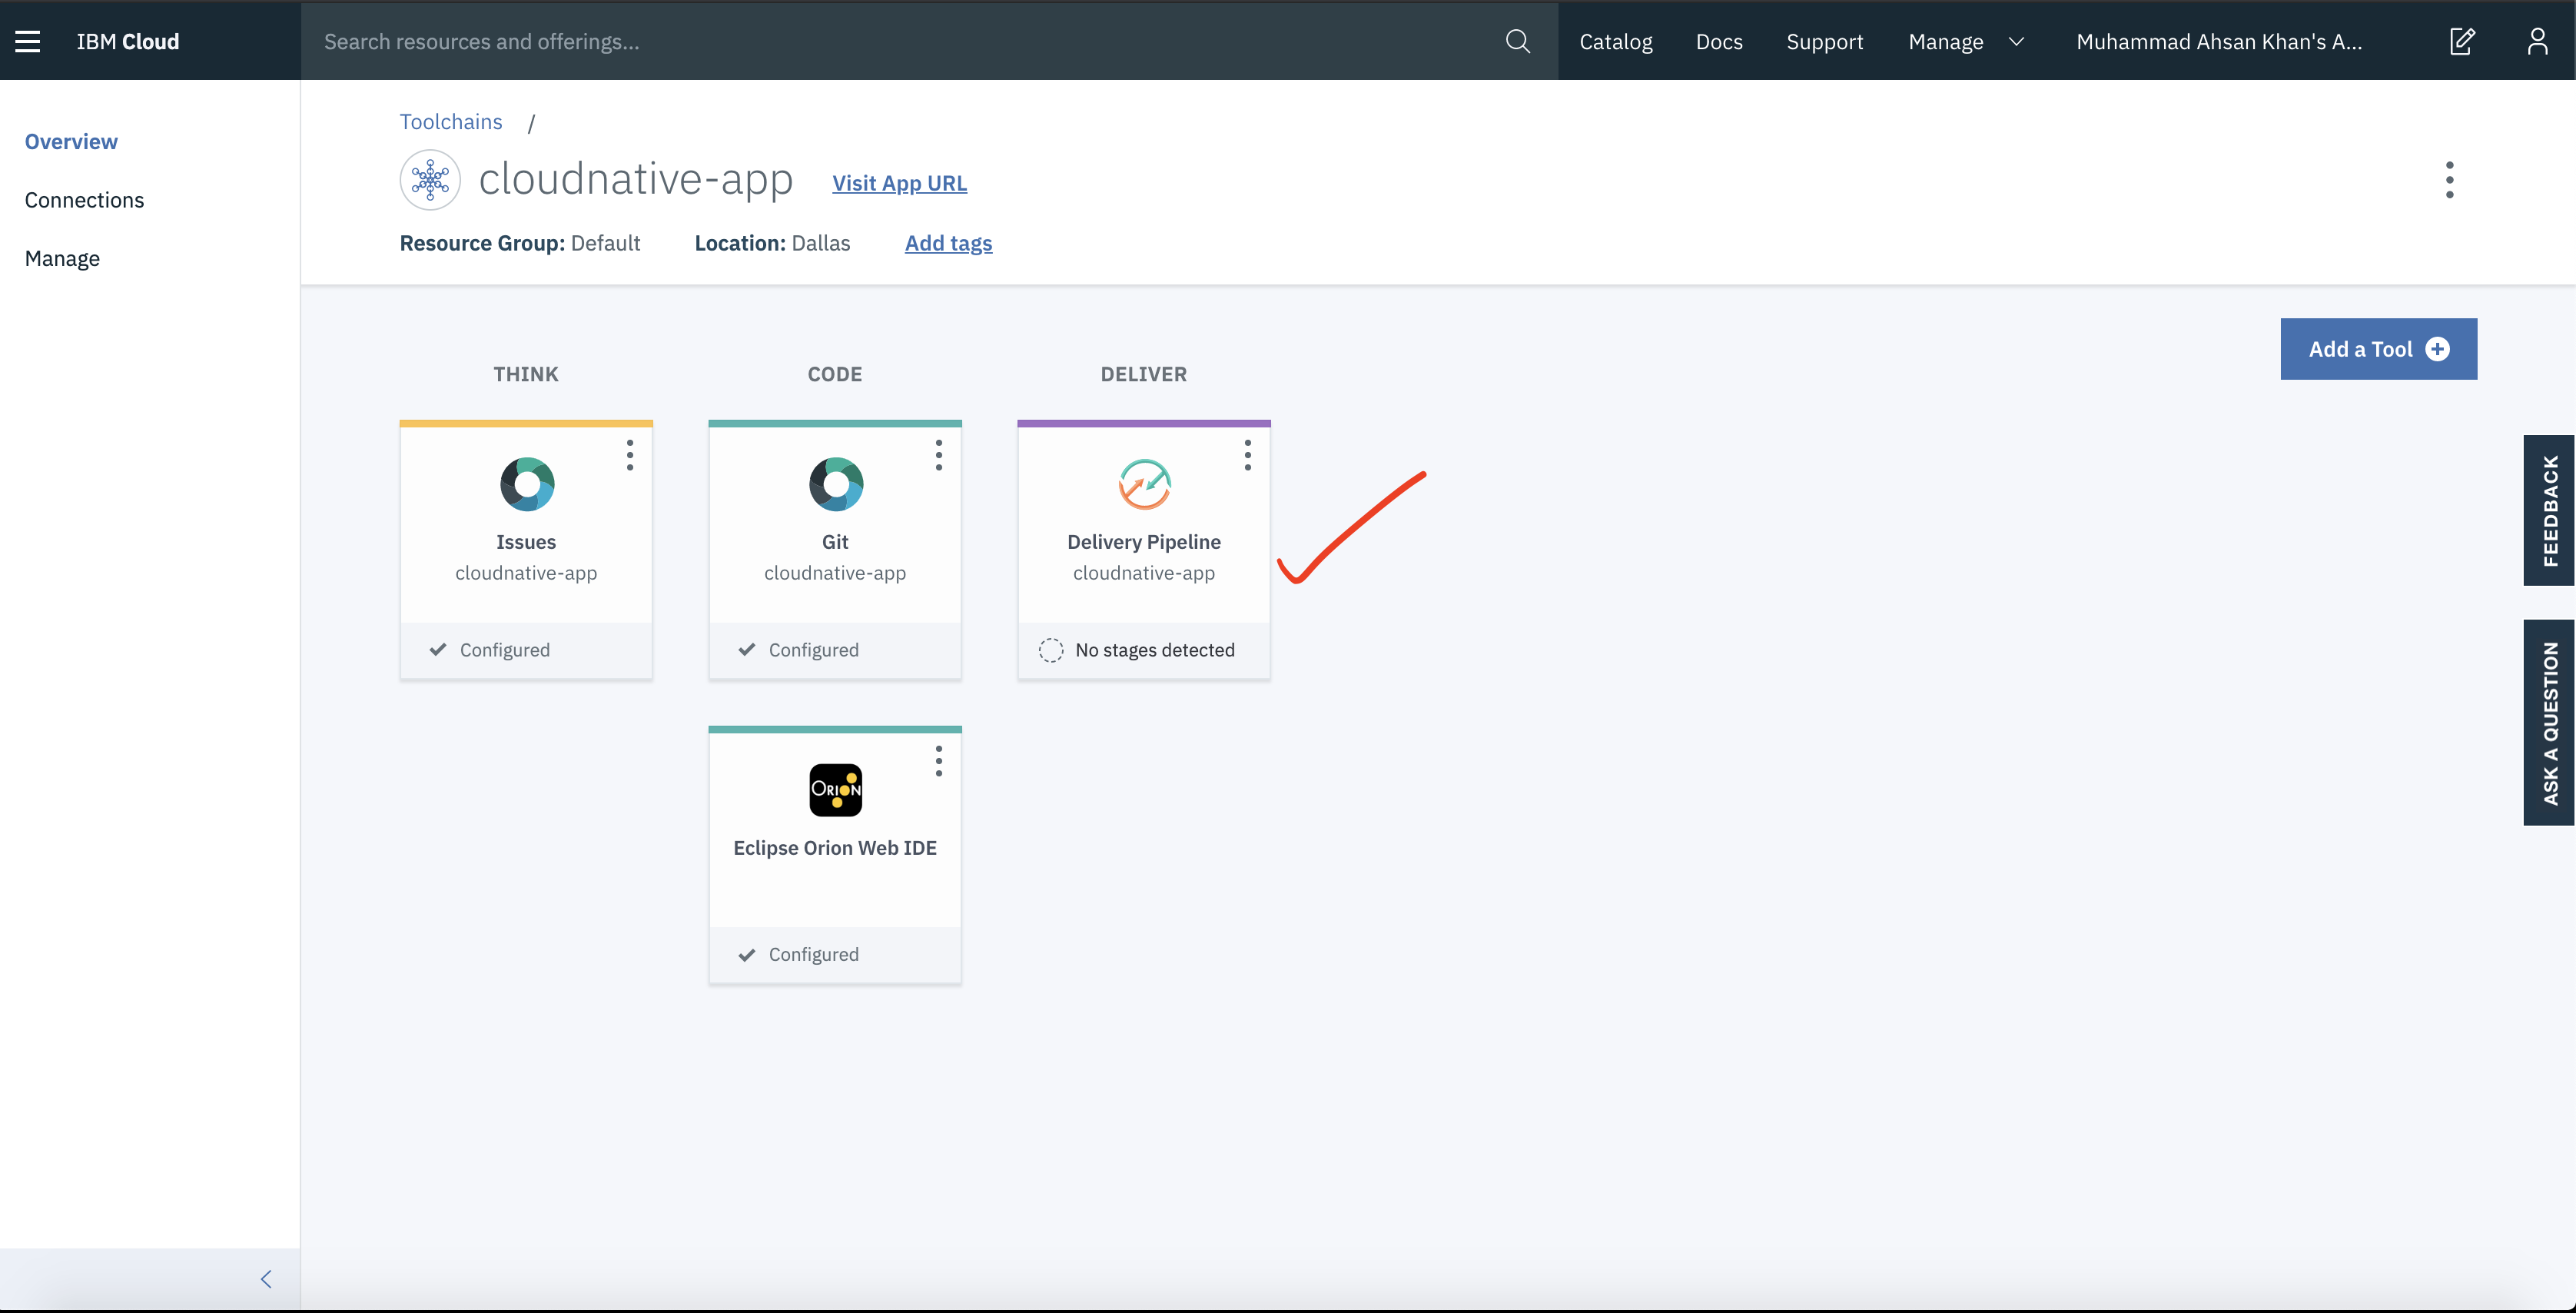 IBM Cloud
Search resources and offerings...
Catalog
Docs
Support
Manage
Muhammad Ahsan Khan's A...
Overview
Connections
Manage
Toolchains /
cloudnative-app
Visit App URL
Resource Group: Default
Location: Dallas
Add tags
Add a Tool
THINK
CODE
DELIVER
Issues
cloudnative-app
Configured
Git
cloudnative-app
Configured
Delivery Pipeline
cloudnative-app
No stages detected
ORION
Eclipse Orion Web IDE
Configured
FEEDBACK
ASK A QUESTION